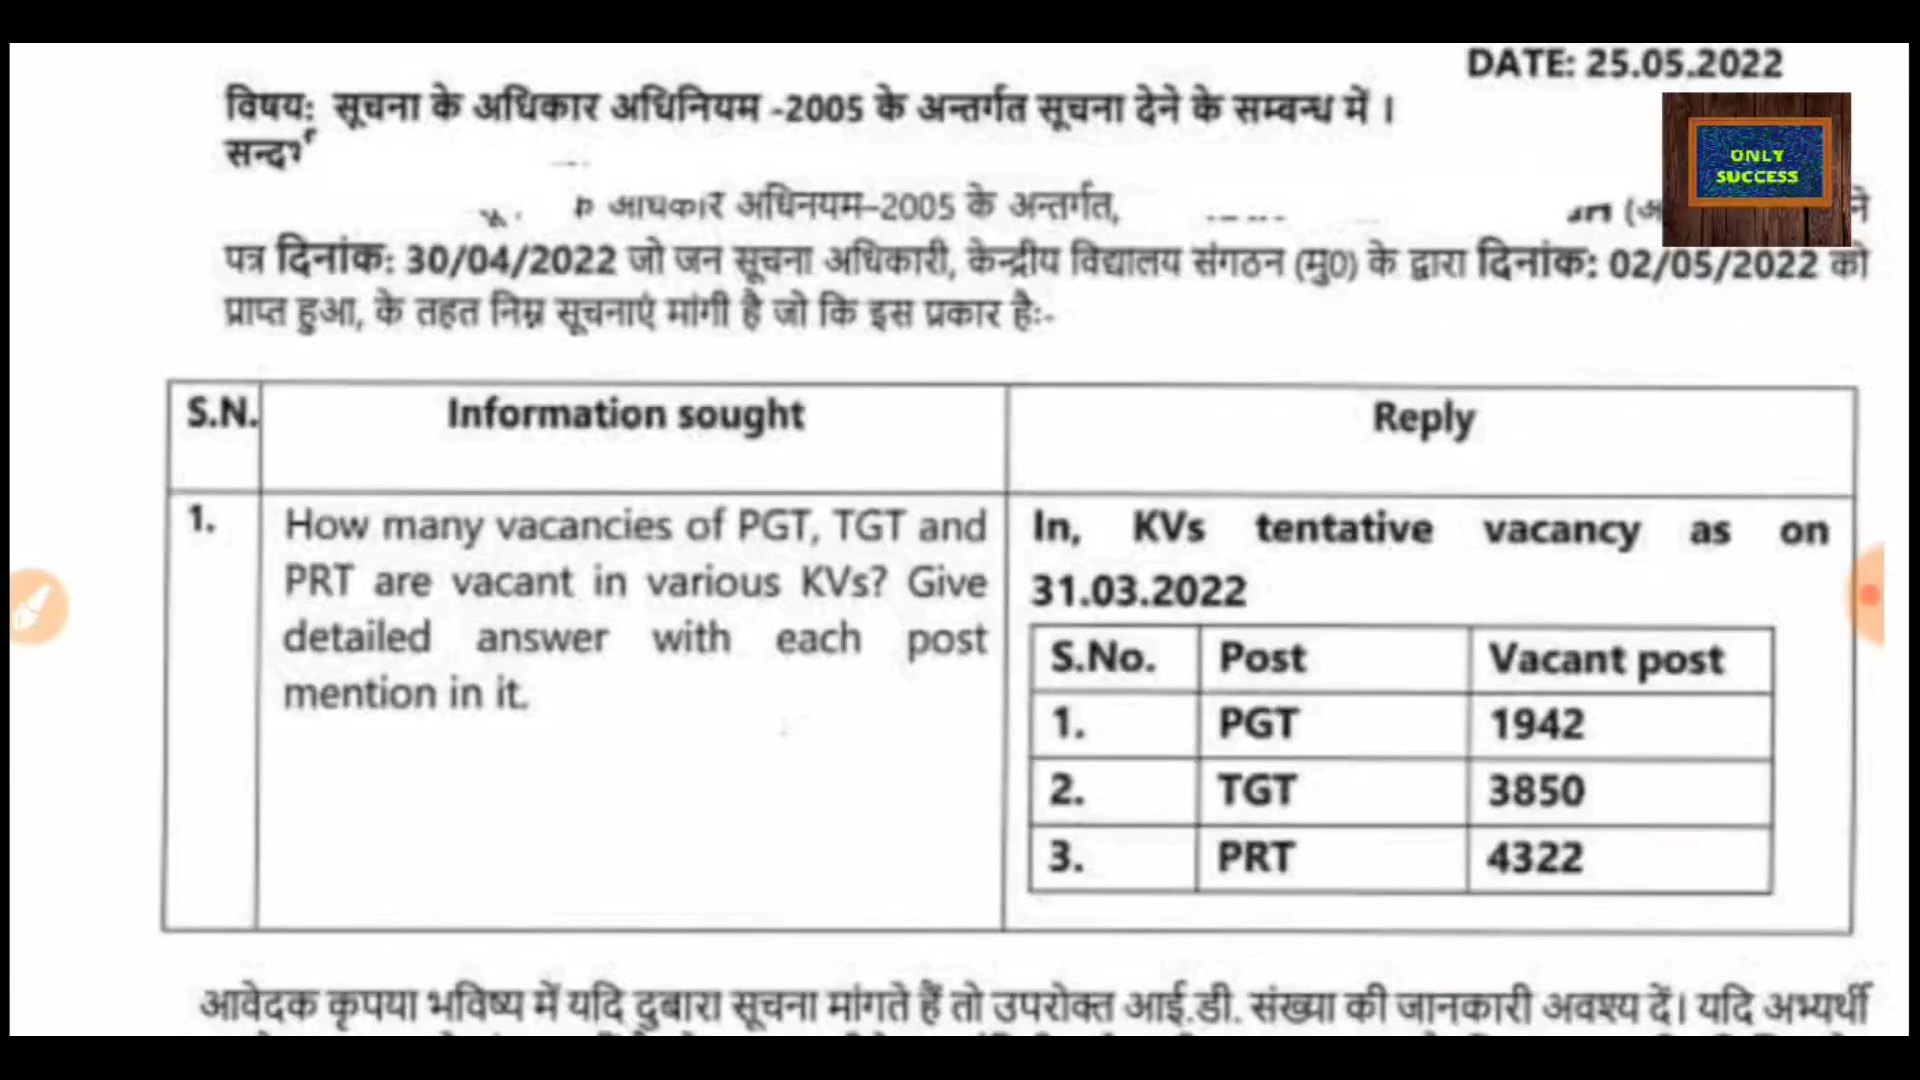 DATE: 25.05.2022
विषय: सूचना के अधिकार अधिनियम -2005 के अन्तर्गत सूचना देने के सम्बन्ध में ।
ONLY
SUCCESS
अधिनयम–2005 के अन्तर्गत,
पत्र दिनांक: 30/04/2022 जो जन सूचना अधिकारी, केन्द्रीय विद्यालय संगठन (मु0) के द्वारा दिनांक: 02/05/2022 को
प्राप्त हुआ, के तहत निम्न सूचनाएं मांगी है जो कि इस प्रकार है:-
S.N. Information sought Reply
1. How many vacancies of PGT, TGT and
PRT are vacant in various KVs? Give
detailed answer with each post
mention in it.
In, KVs tentative vacancy as on
31.03.2022
S.No. Post Vacant post
1. PGT 1942
2. TGT 3850
3. PRT 4322
आवेदक कृपया भविष्य में यदि दुबारा सूचना मांगते हैं तो उपरोक्त आई.डी. संख्या की जानकारी अवश्य दें। यदि अभ्यर्थी